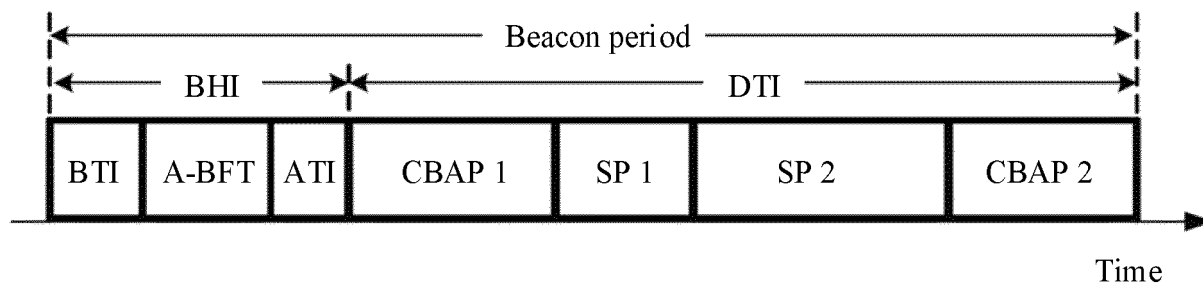 Beacon period
BHI DTI
BTI A-BFT ATI CBAP 1 SP 1 SP 2 CBAP 2
Time